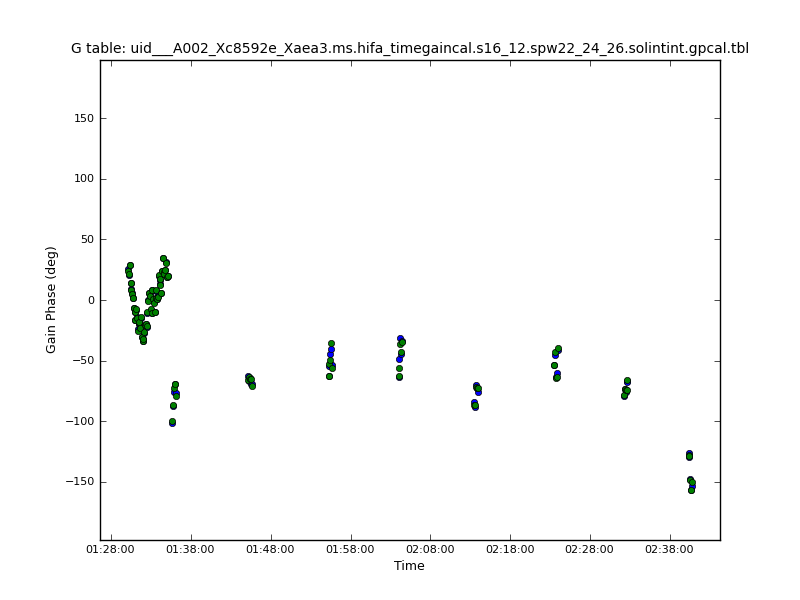 G table: uid___A002_Xc8592e_Xaea3.ms.hifa_timegaincal.s16_12.spw22_24_26.solintint.gpcal.tbl
150
100
50
0
−50
−100
−150
Gain Phase (deg)
01:28:00 01:38:00 01:48:00 01:58:00 02:08:00 02:18:00 02:28:00 02:38:00
Time